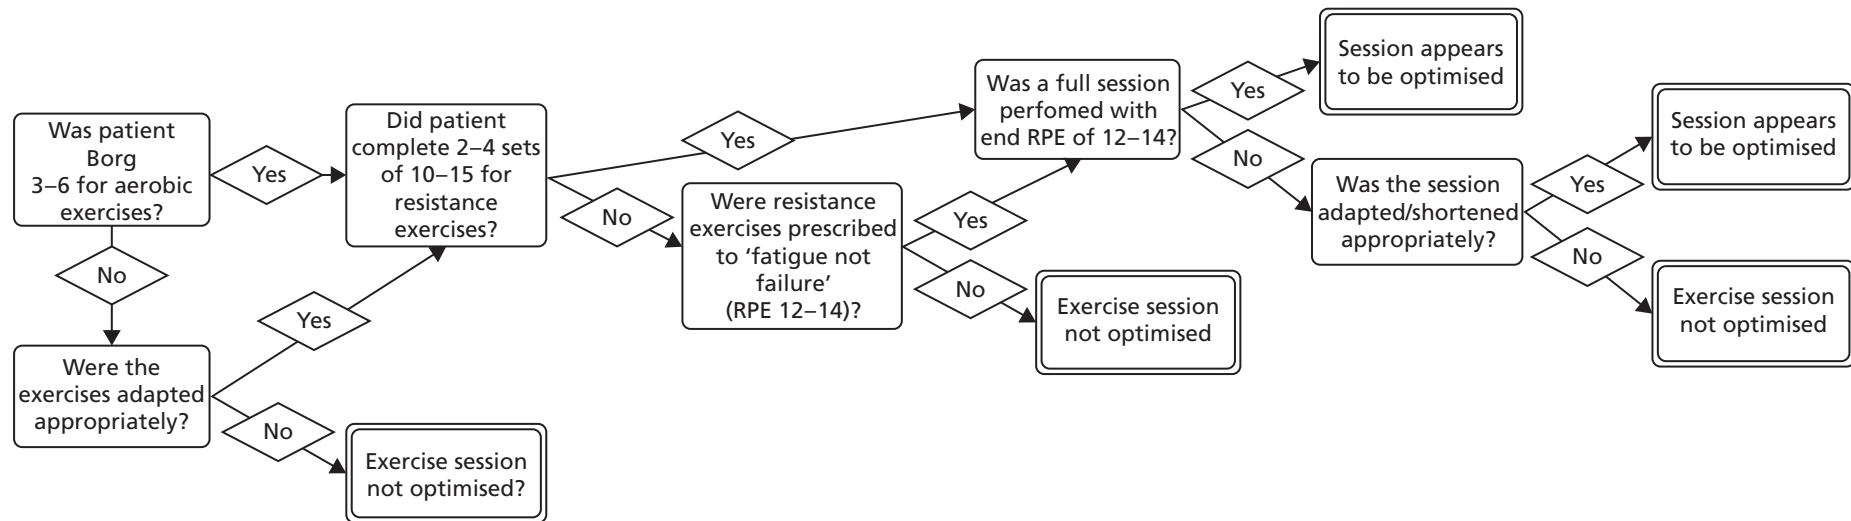 Was patient
Borg
3–6 for aerobic
exercises?
Yes
No
Were the
exercises adapted
appropriately?
Yes
No
Exercise session
not optimised?
Did patient
complete 2–4 sets
of 10–15 for
resistance
exercises?
Yes
No
Were resistance
exercises prescribed
to ‘fatigue not
failure’
(RPE 12–14)?
Yes
No
Exercise session
not optimised
Was a full session
perfomed with
end RPE of 12–14?
Yes
No
Session appears
to be optimised
Was the session
adapted/shortened
appropriately?
Yes
No
Session appears
to be optimised
Exercise session
not optimised